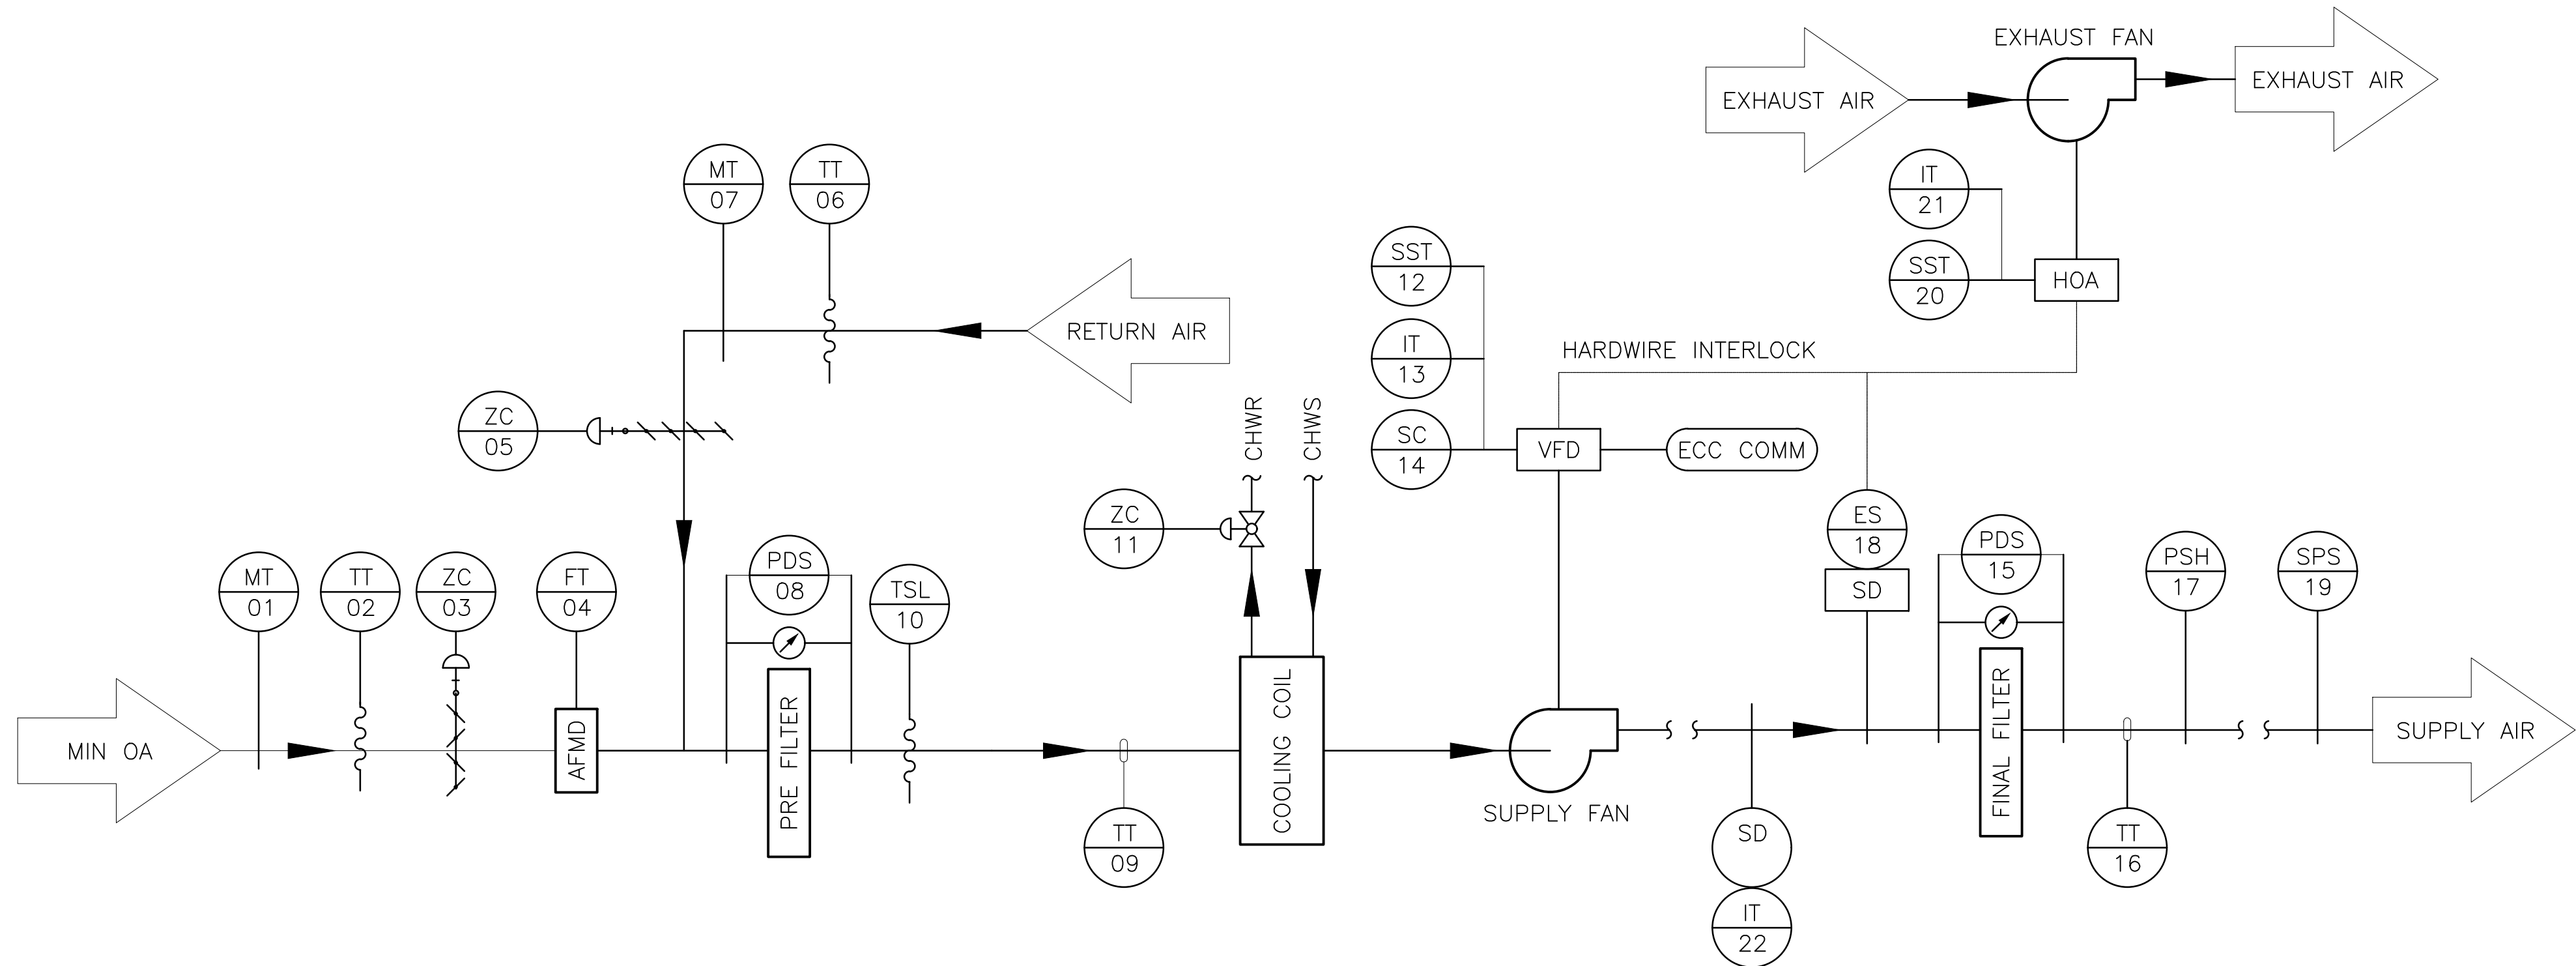 EXHAUST FAN
EXHAUST AIR
EXHAUST AIR
MT
07
TT
06
IT
21
SST
20
HOA
SST
12
IT
13
SC
14
RETURN AIR
HARDWIRE INTERLOCK
ZC
05
CHWR
CHWS
VFD
ECC COMM
ZC
11
ES
18
SD
PDS
15
PSH
17
SPS
19
MT
01
TT
02
ZC
03
FT
04
PDS
08
TSL
10
MIN OA
AFMD
PRE FILTER
COOLING COIL
FINAL FILTER
SUPPLY AIR
SUPPLY FAN
TT
09
SD
IT
22
TT
16